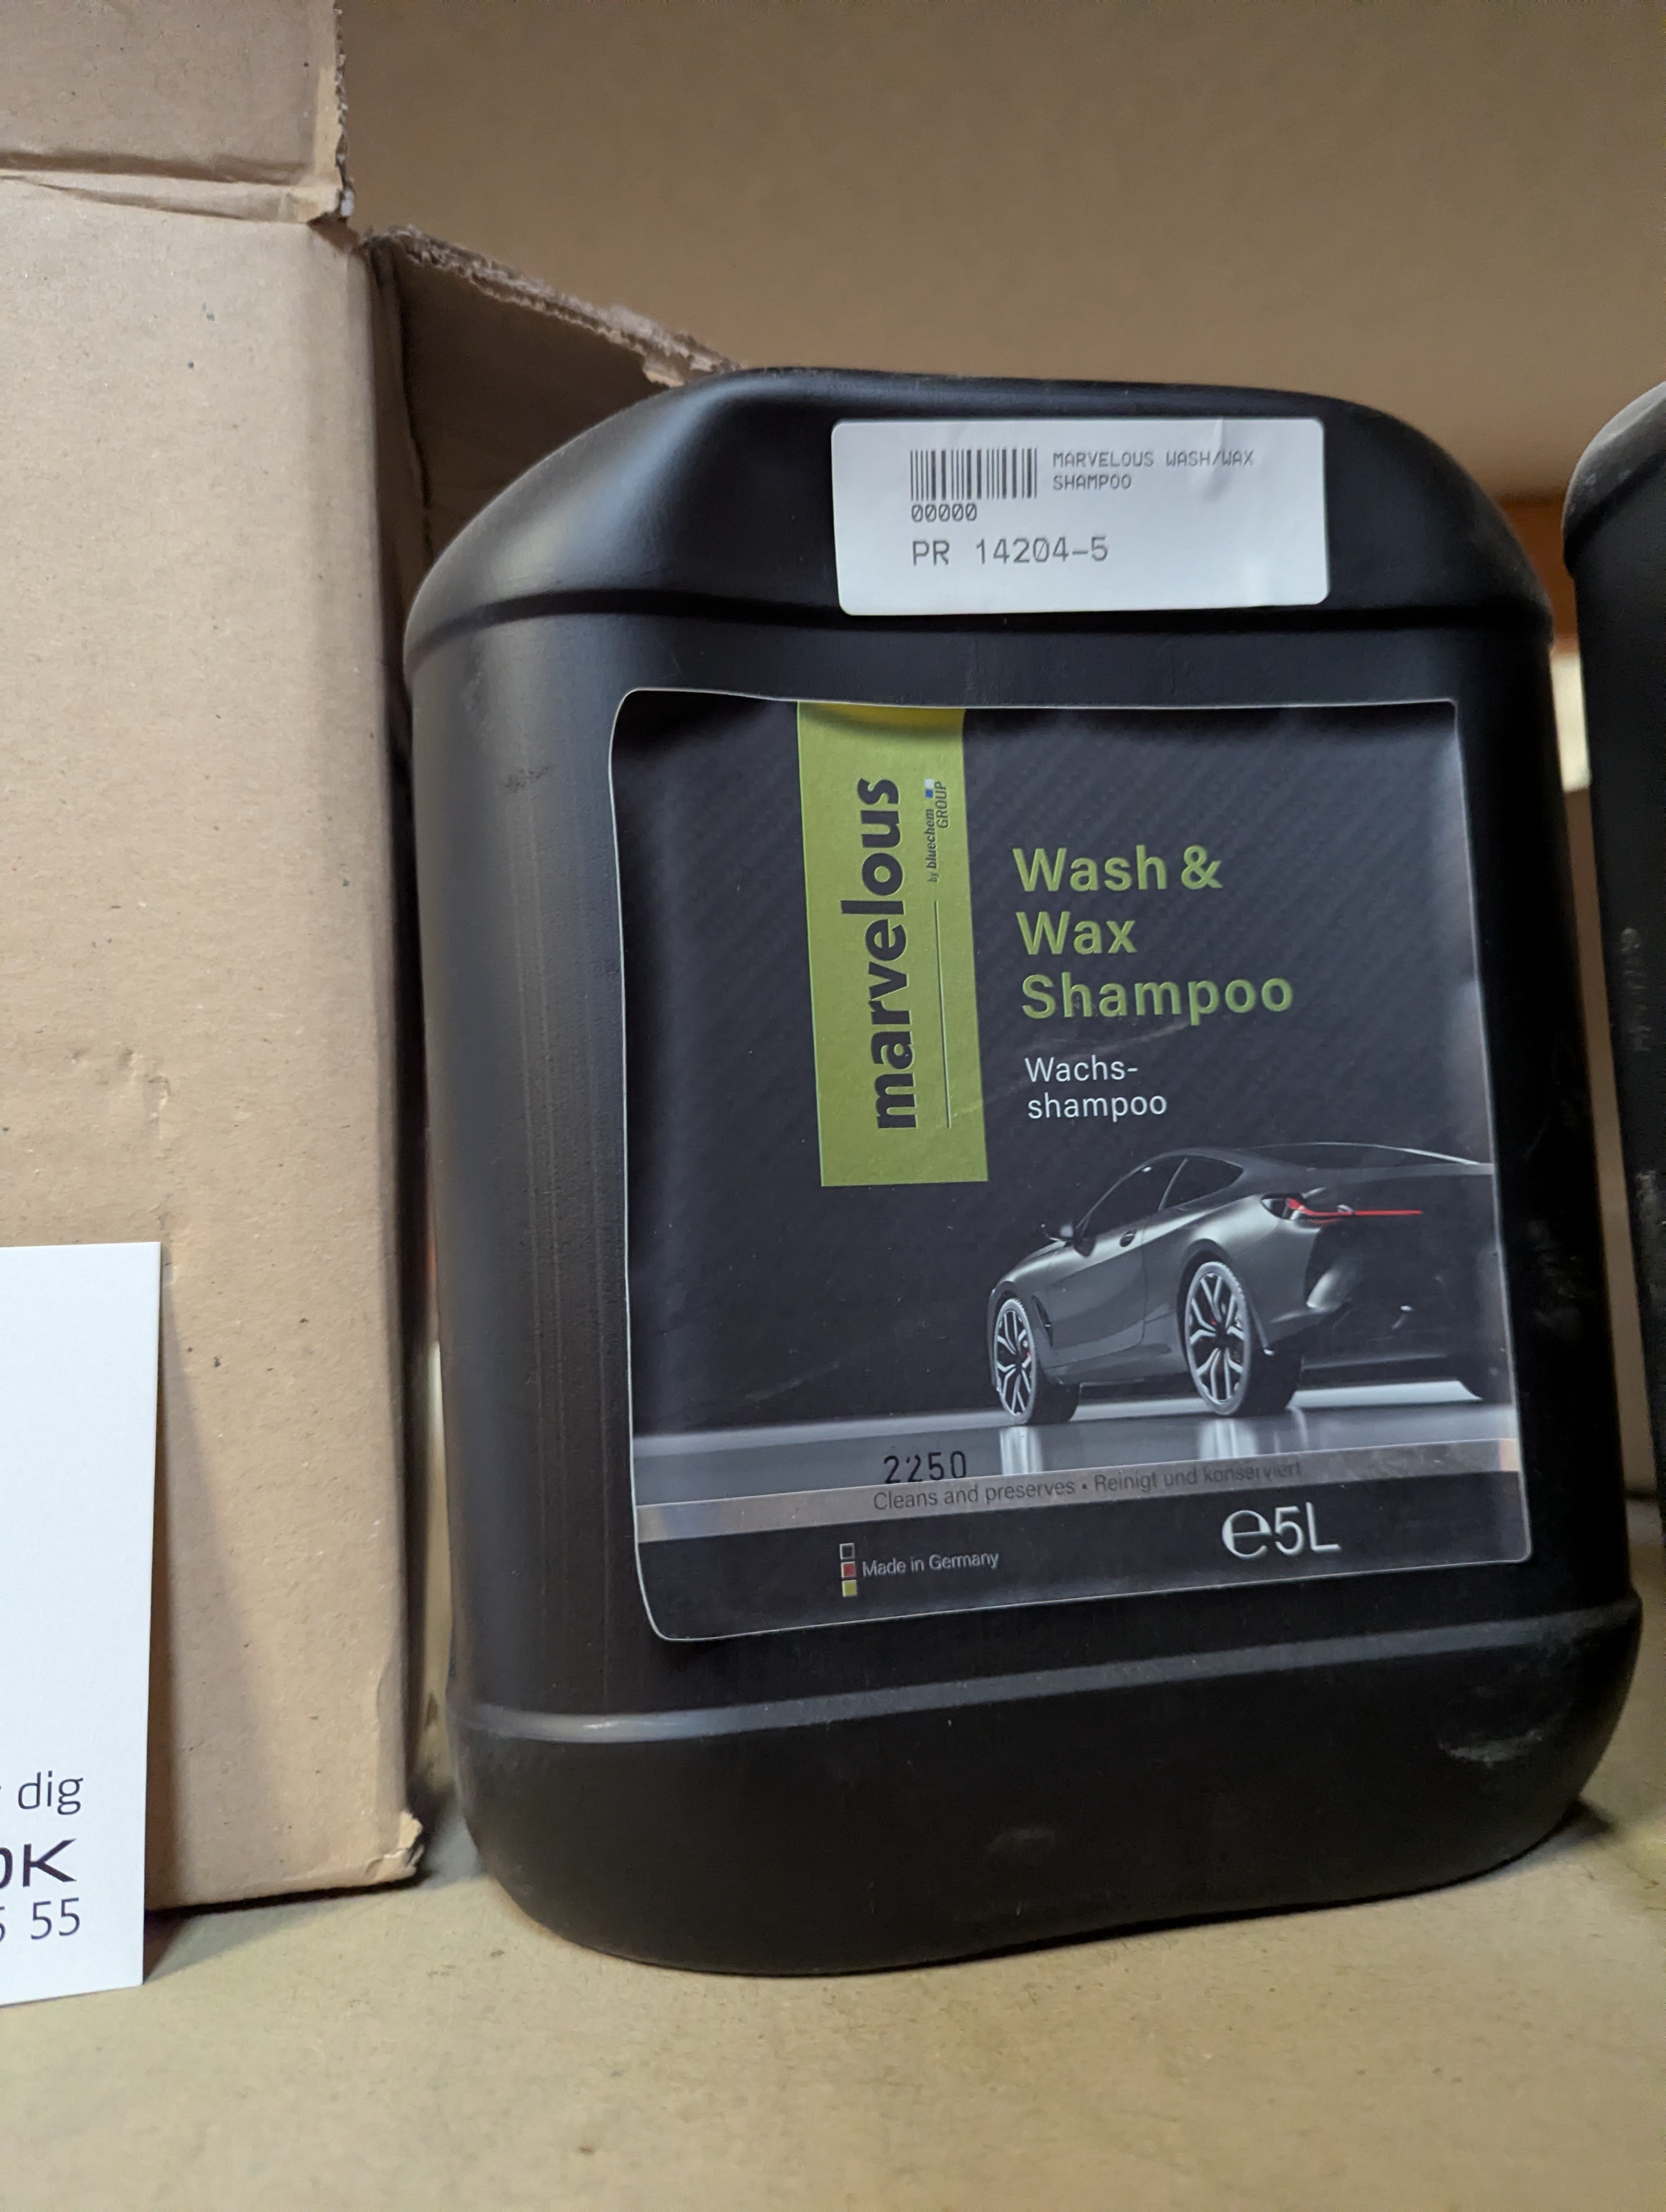 MARVELOUS WASH/WAX
SHAMPOO
00000
PR 14204-5
marvelous
by bluechem
GROUP
Wash &
Wax
Shampoo
Wachs-
shampoo
2250
Cleans and preserves • Reinigt und konserviert
Made in Germany
℮5L
dig
55